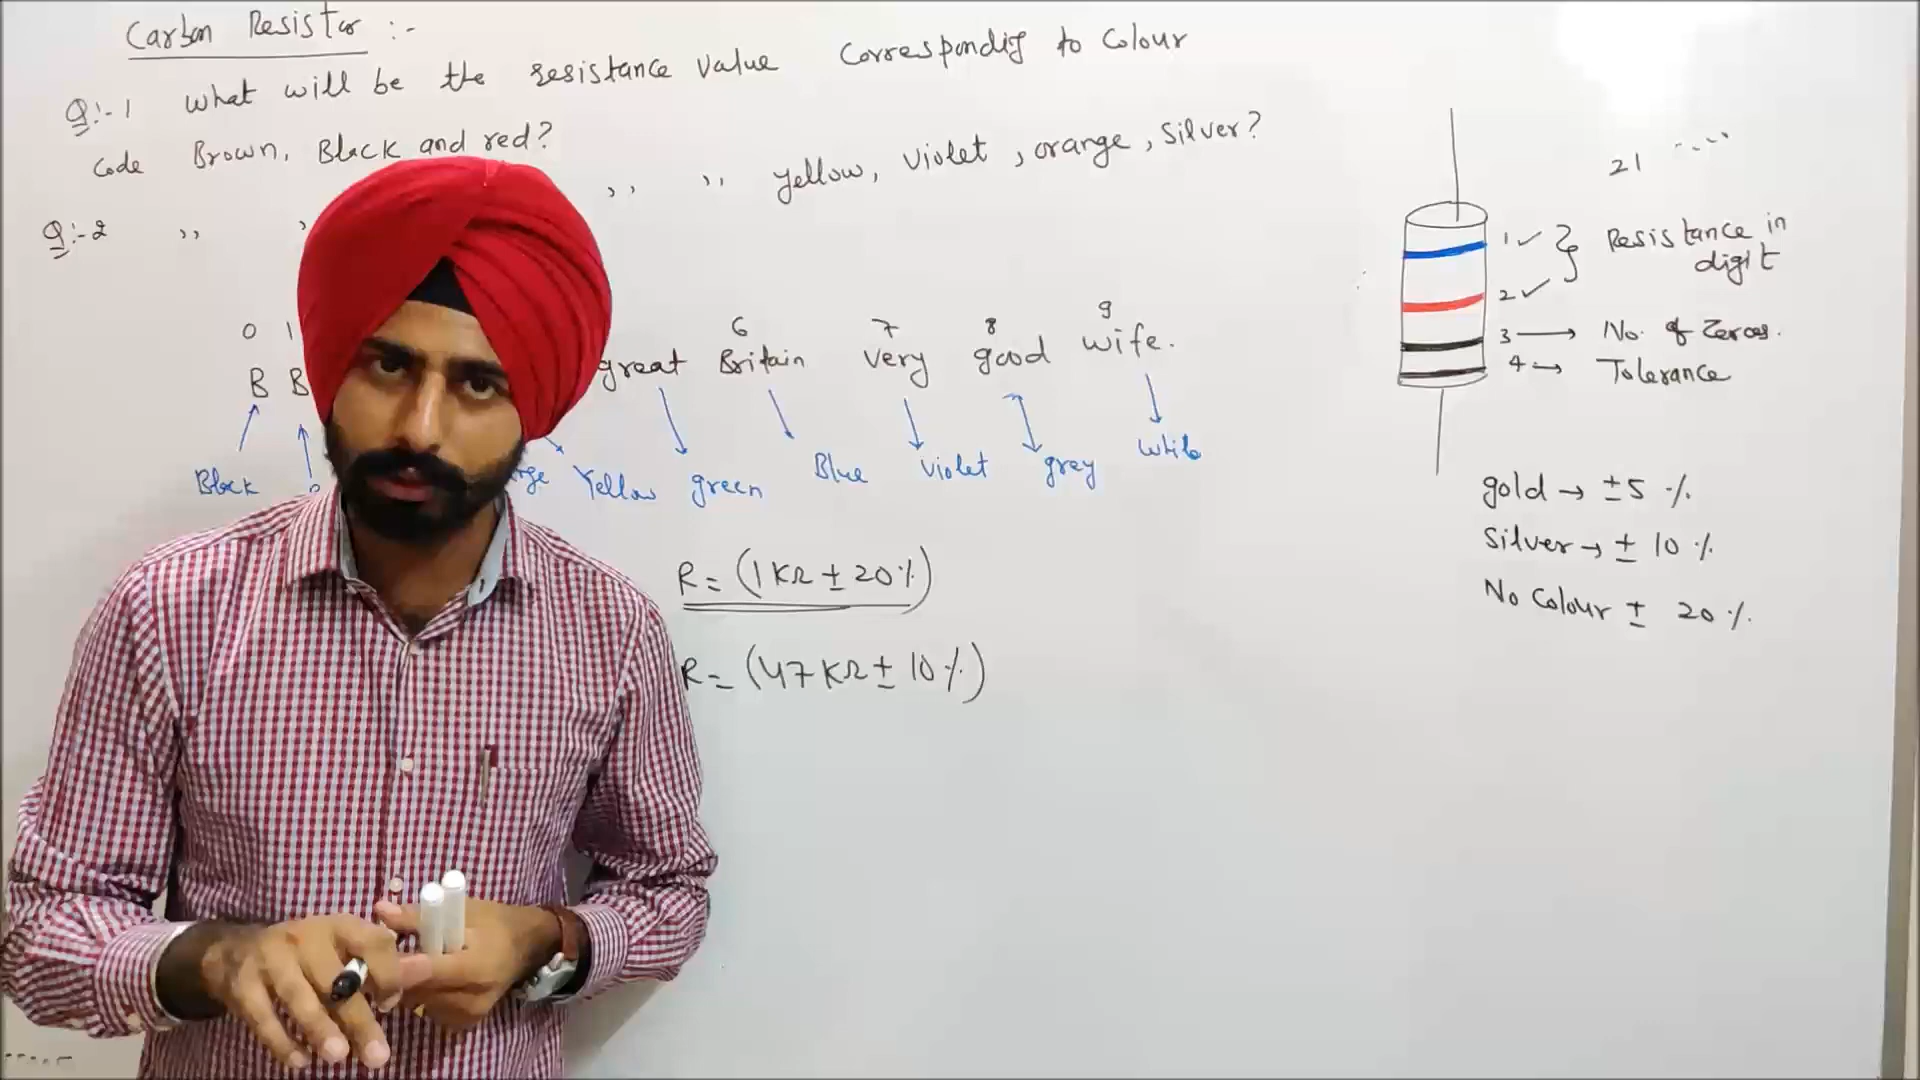 Carbon Resistor :-
Q:-1 What will be the resistance value Correspondig to Colour
Code Brown, Black and red?
Q:-2 ,, , ,, ,, yellow, Violet, orange, Silver?
0 1 6 7 8 9
B B great Britain Very good wife.
Black Yellow green Blue Violet grey White
R = (1 KΩ ± 20%)
R = (47 KΩ ± 10%)
21 ....
1 ✓
2 ✓ } Resistance in digit
3 → No. of Zeroes.
4 → Tolerance
gold → ±5 %
Silver → ± 10 %
No Colour ± 20 %.